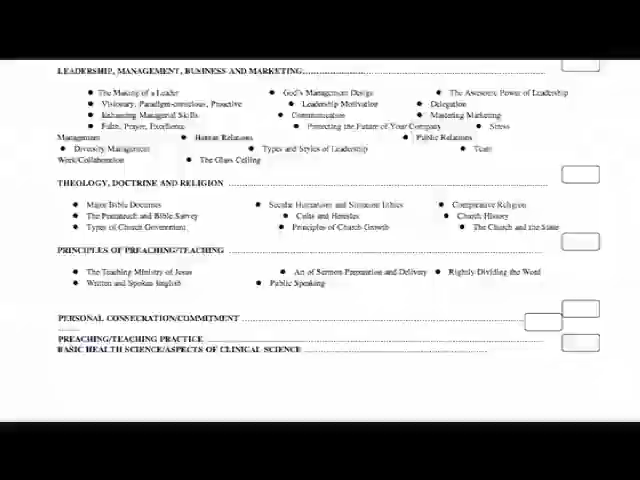 LEADERSHIP, MANAGEMENT, BUSINESS AND MARKETING.......................
● The Making of a Leader ● God's Management Design ● The Awesome Power of Leadership
● Visionary, Paradigm-conscious, Proactive ● Leadership Motivation ● Delegation
● Enhancing Managerial Skills ● Communication ● Mastering Marketing
● Faith, Prayer, Excellence ● Protecting the Future of Your Company ● Stress
Management ● Human Relations ● Public Relations
● Diversity Management ● Types and Styles of Leadership ● Team
Work/Collaboration ● The Glass Ceiling
THEOLOGY, DOCTRINE AND RELIGION .......................
● Major Bible Doctrines ● Secular Humanism and Situation Ethics ● Comparative Religion
● The Pentateuch and Bible Survey ● Cults and Heresies ● Church History
● Types of Church Government ● Principles of Church Growth ● The Church and the State
PRINCIPLES OF PREACHING/TEACHING .......................
● The Teaching Ministry of Jesus ● Art of Sermon Preparation and Delivery ● Rightly Dividing the Word
● Written and Spoken English ● Public Speaking
PERSONAL CONSECRATION/COMMITMENT .......................
.......
PREACHING/TEACHING PRACTICE .......................
BASIC HEALTH SCIENCE/ASPECTS OF CLINICAL SCIENCE .......................